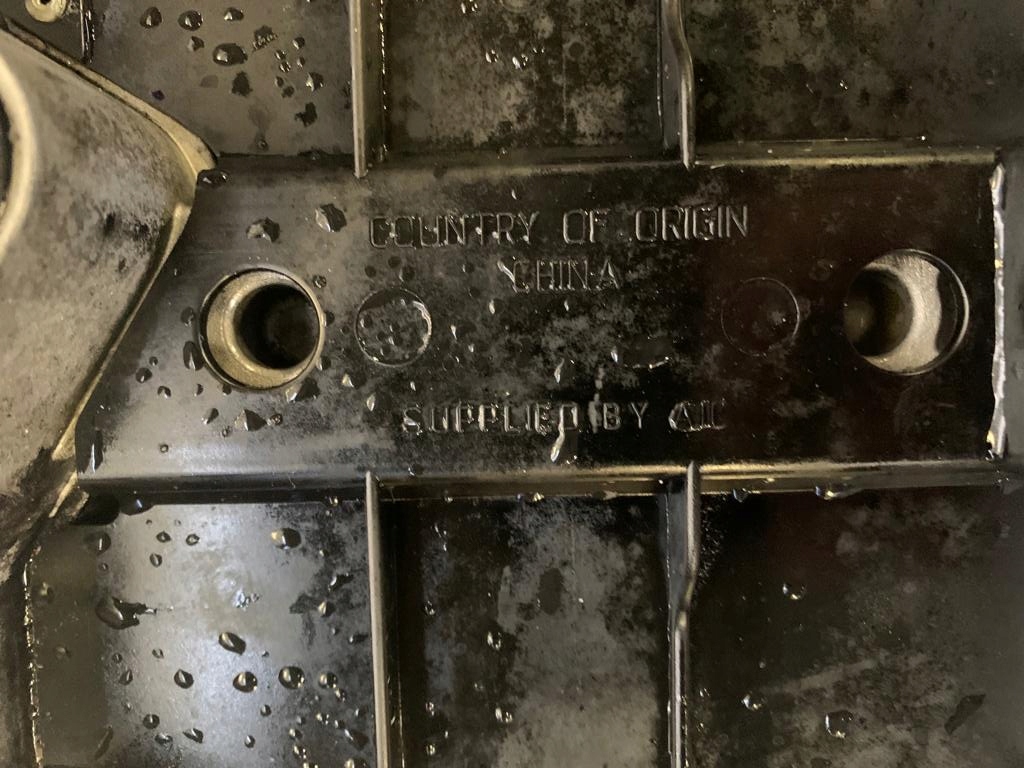 COUNTRY OF ORIGIN
CHINA
SUPPLIED BY